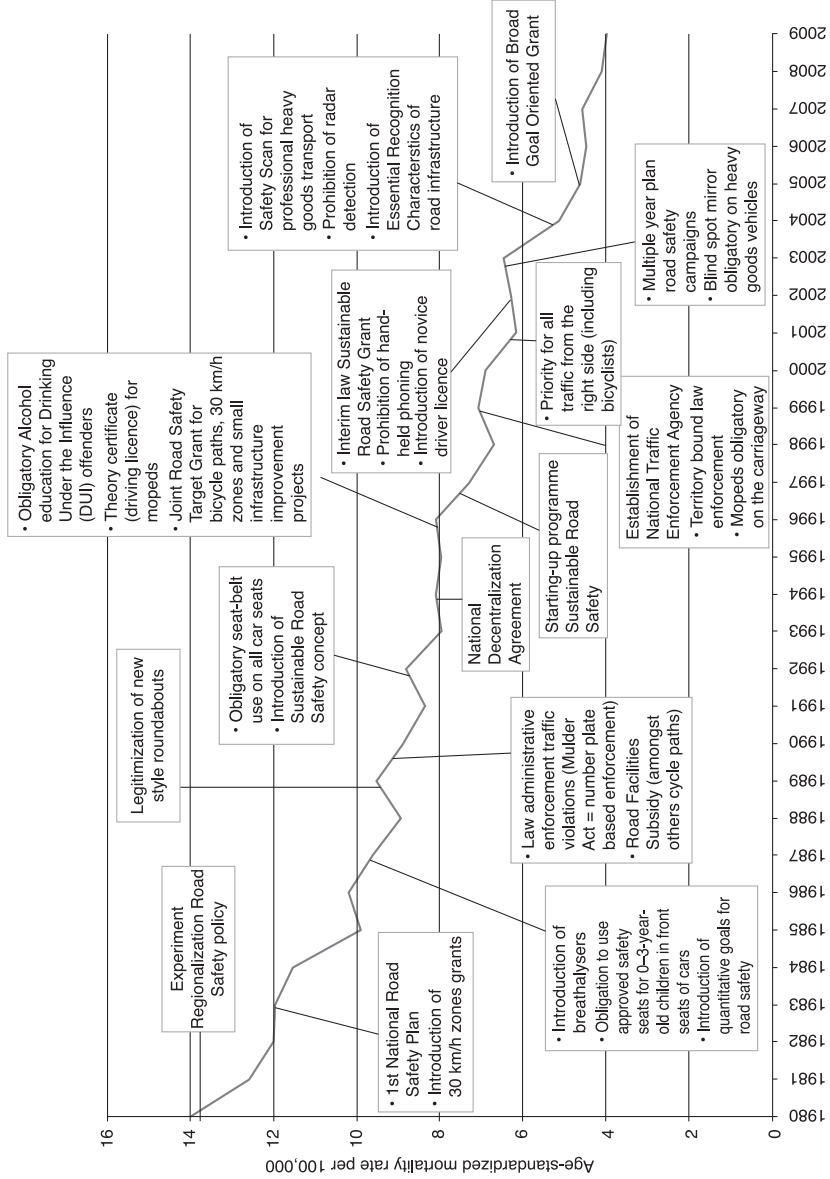 Age-standardized mortality rate per 100,000
16
14
12
10
8
6
4
2
0
Experiment
Regionalization Road
Safety policy
Legitimization of new
style roundabouts
• Obligatory seat-belt
use on all car seats
• Introduction of
Sustainable Road
Safety concept
• Obligatory Alcohol
education for Drinking
Under the Influence
(DUI) offenders
• Theory certificate
(driving licence) for
mopeds
• Joint Road Safety
Target Grant for
bicycle paths, 30 km/h
zones and small
infrastructure
improvement
projects
• Interim law Sustainable
Road Safety Grant
• Prohibition of hand-
held phoning
• Introduction of novice
driver licence
• Introduction of
Safety Scan for
professional heavy
goods transport
• Prohibition of radar
detection
• Introduction of
Essential Recognition
Characterstics of
road infrastructure
• Introduction of Broad
Goal Oriented Grant
• 1st National Road
Safety Plan
• Introduction of
30 km/h zones grants
• Introduction of
breathalysers
• Obligation to use
approved safety
seats for 0–3-year-
old children in front
seats of cars
• Introduction of
quantitative goals for
road safety
• Law administrative
enforcement traffic
violations (Mulder
Act = number plate
based enforcement)
• Road Facilities
Subsidy (amongst
others cycle paths)
National
Decentralization
Agreement
Starting-up programme
Sustainable Road
Safety
Establishment of
National Traffic
Enforcement Agency
• Territory bound law
enforcement
• Mopeds obligatory
on the carriageway
• Priority for all
traffic from the
right side (including
bicyclists)
• Multiple year plan
road safety
campaigns
• Blind spot mirror
obligatory on heavy
goods vehicles
1980
1981
1982
1983
1984
1985
1986
1987
1988
1989
1990
1991
1992
1993
1994
1995
1996
1997
1998
1999
2000
2001
2002
2003
2004
2005
2006
2007
2008
2009